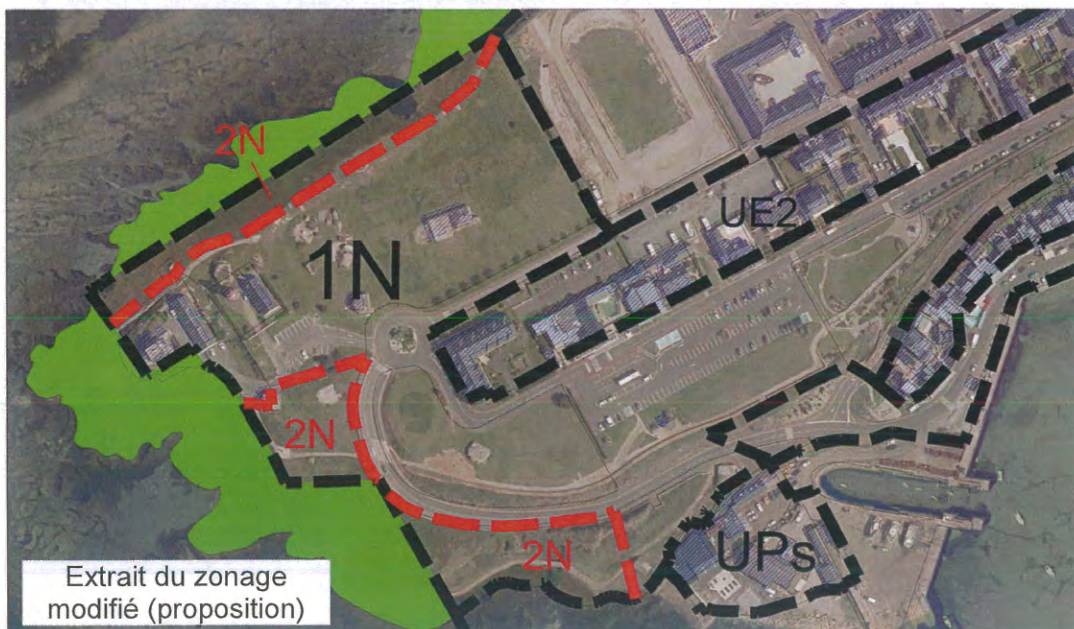 2N
1N
UE2
2N
2N
UPs
Extrait du zonage
modifié (proposition)